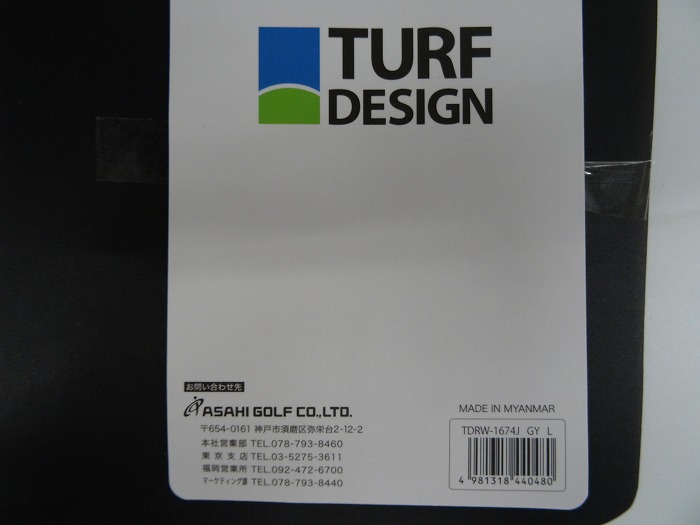 TURF
DESIGN
お問い合わせ先
ASAHI GOLF CO.,LTD.
〒654-0161 神戸市須磨区弥栄台2-12-2
本社営業部 TEL.078-793-8460
東京支店 TEL.03-5275-3611
福岡営業所 TEL.092-472-6700
マーケティング課 TEL.078-793-8440
MADE IN MYANMAR
TDRW-1674J GY L
4 981318 440480